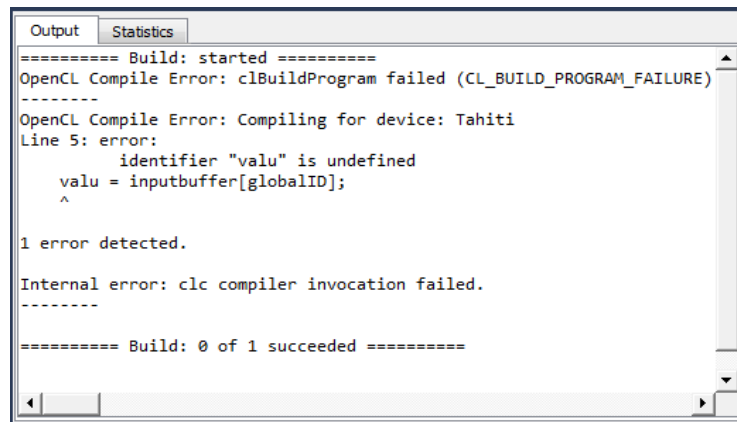 Output Statistics
========== Build: started ==========
OpenCL Compile Error: clBuildProgram failed (CL_BUILD_PROGRAM_FAILURE)
--------
OpenCL Compile Error: Compiling for device: Tahiti
Line 5: error:
          identifier "valu" is undefined
    valu = inputbuffer[globalID];
    ^
1 error detected.
Internal error: clc compiler invocation failed.
--------
========== Build: 0 of 1 succeeded ==========